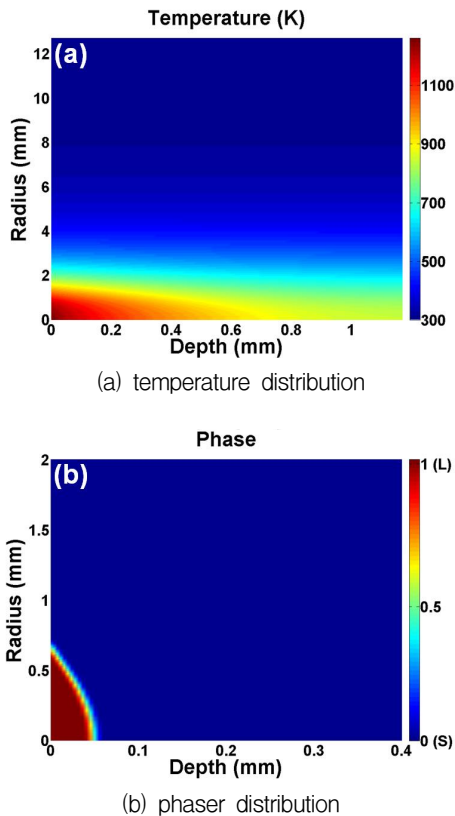 Temperature (K)
(a)
12
10
8
6
4
2
0
Radius (mm)
0
0.2
0.4
0.6
0.8
1
Depth (mm)
1100
900
700
500
300
(a) temperature distribution
Phase
(b)
2
1.5
1
0.5
0
Radius (mm)
0
0.1
0.2
0.3
0.4
Depth (mm)
1 (L)
0.5
0 (S)
(b) phaser distribution